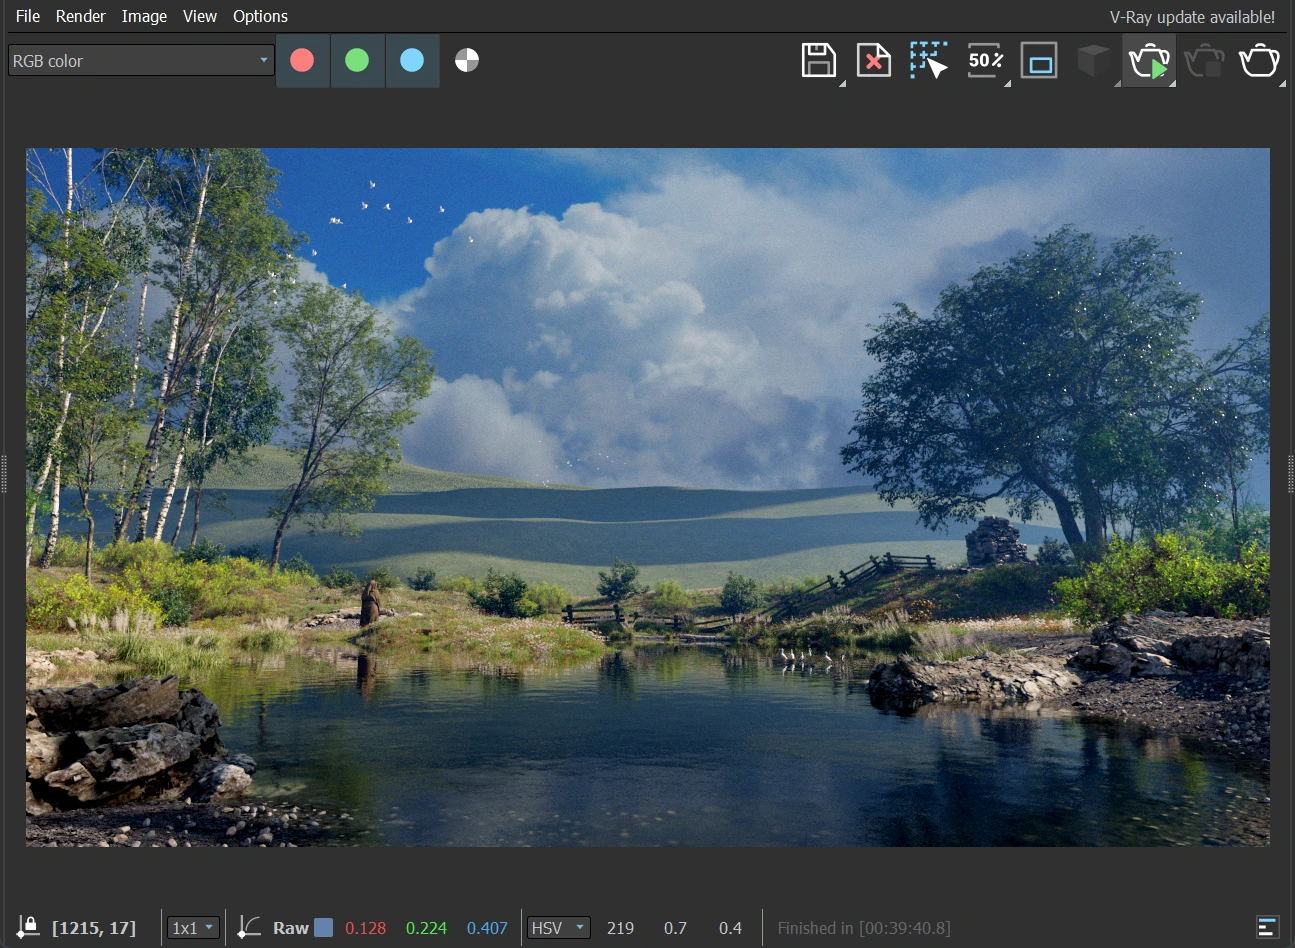 File Render Image View Options
V-Ray update available!
RGB color
50%
[1215, 17] 1x1 Raw 0.128 0.224 0.407 HSV 219 0.7 0.4 Finished in [00:39:40.8]